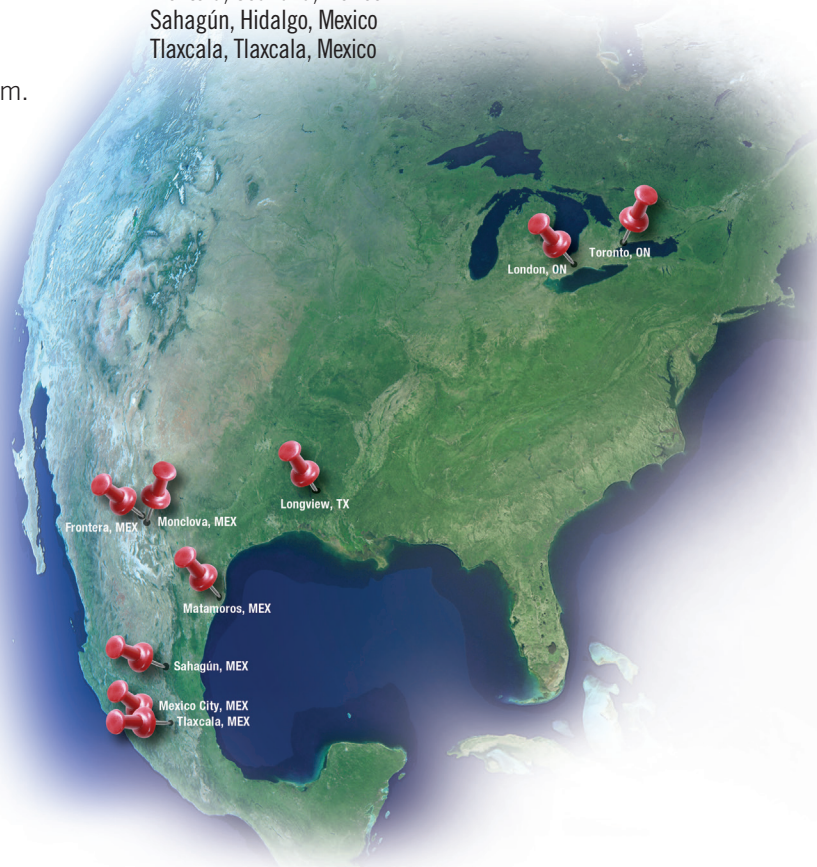 Sahagún, Hidalgo, Mexico
Tlaxcala, Tlaxcala, Mexico
m.
Toronto, ON
London, ON
Longview, TX
Frontera, MEX
Monclova, MEX
Matamoros, MEX
Sahagún, MEX
Mexico City, MEX
Tlaxcala, MEX